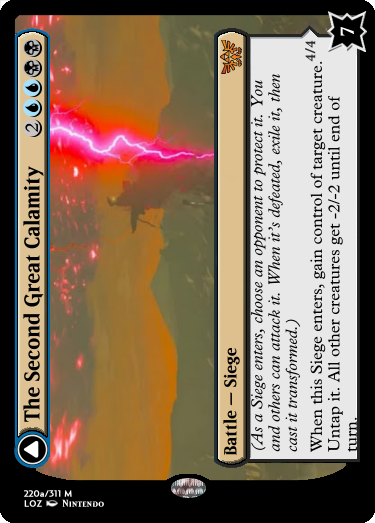 The Second Great Calamity 2
Battle — Siege
(As a Siege enters, choose an opponent to protect it. You
and others can attack it. When it's defeated, exile it, then
cast it transformed.)
When this Siege enters, gain control of target creature.
Untap it. All other creatures get -2/-2 until end of
turn.
4/4
7
220a/311 M
LOZ Nintendo